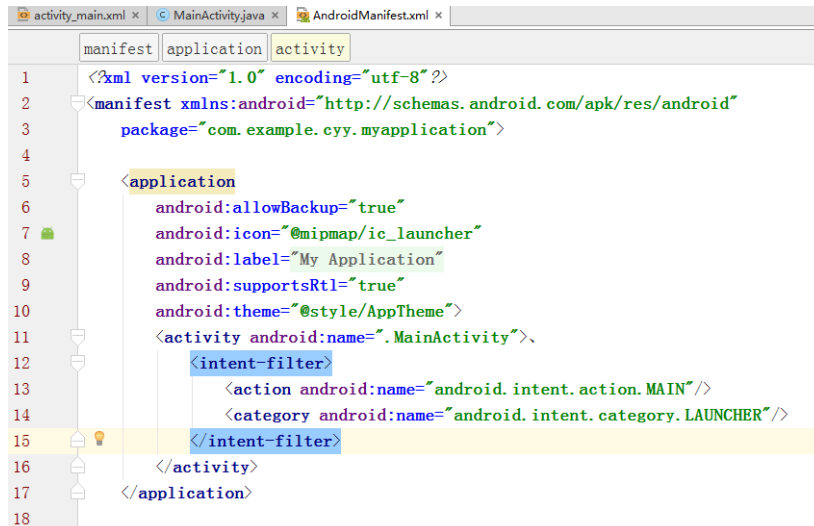 activity_main.xml × MainActivity.java × AndroidManifest.xml ×
manifest application activity
1 <?xml version="1.0" encoding="utf-8"?>
2 <manifest xmlns:android="http://schemas.android.com/apk/res/android"
3 package="com.example.cyy.myapplication">
4
5 <application
6 android:allowBackup="true"
7 android:icon="@mipmap/ic_launcher"
8 android:label="My Application"
9 android:supportsRtl="true"
10 android:theme="@style/AppTheme">
11 <activity android:name=".MainActivity">、
12 <intent-filter>
13 <action android:name="android.intent.action.MAIN"/>
14 <category android:name="android.intent.category.LAUNCHER"/>
15 </intent-filter>
16 </activity>
17 </application>
18